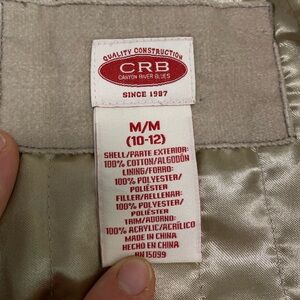 QUALITY CONSTRUCTION
CRB
CANYON RIVER BLUES
SINCE 1987
M/M
(10-12)
SHELL/PARTE EXTERIOR:
100% COTTON/ALGODÓN
LINING/FORRO:
100% POLYESTER/
POLIÉSTER
FILLER/RELLENAR:
100% POLYESTER/
POLIÉSTER
TRIM/ADORNO:
100% ACRYLIC/ACRÍLICO
MADE IN CHINA
HECHO EN CHINA
RN15099